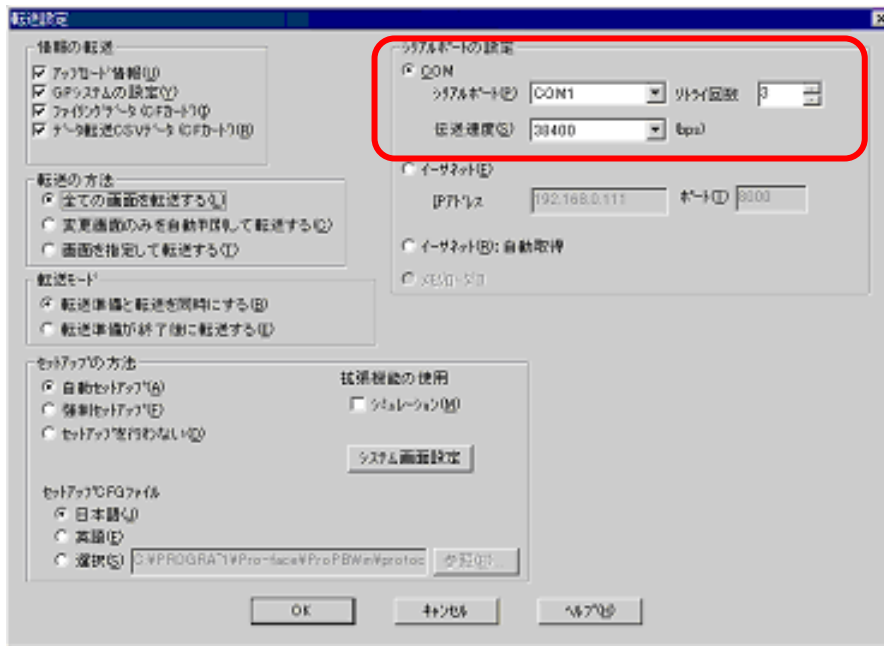 転送設定
情報の転送
アップロード情報(U)
GPシステムの設定(Y)
ファイリングデータ(CFカード)(I)
データ転送CSVデータ(CFカード)(R)
転送の方法
全ての画面を転送する(L)
変更画面のみを自動判別して転送する(C)
画面を指定して転送する(T)
転送モード
転送準備と転送を同時にする(B)
転送準備が終了後に転送する(E)
セットアップの方法
自動セットアップ(A)
強制セットアップ(F)
セットアップを行わない(O)
拡張機能の使用
シミュレーション(M)
システム画面設定
セットアップCFGファイル
日本語(J)
英語(E)
選択(S) C:¥PROGRA~1¥Pro-face¥ProPBWin¥protoc 参照(W)...
シリアルポートの設定
COM
シリアルポート(P) COM1 リトライ回数 3
伝送速度(S) 38400 (bps)
イーサネット(E)
IPアドレス 192.168.0.111 ポート(T) 8000
イーサネット(R): 自動取得
メモリローダ
OK キャンセル ヘルプ(H)